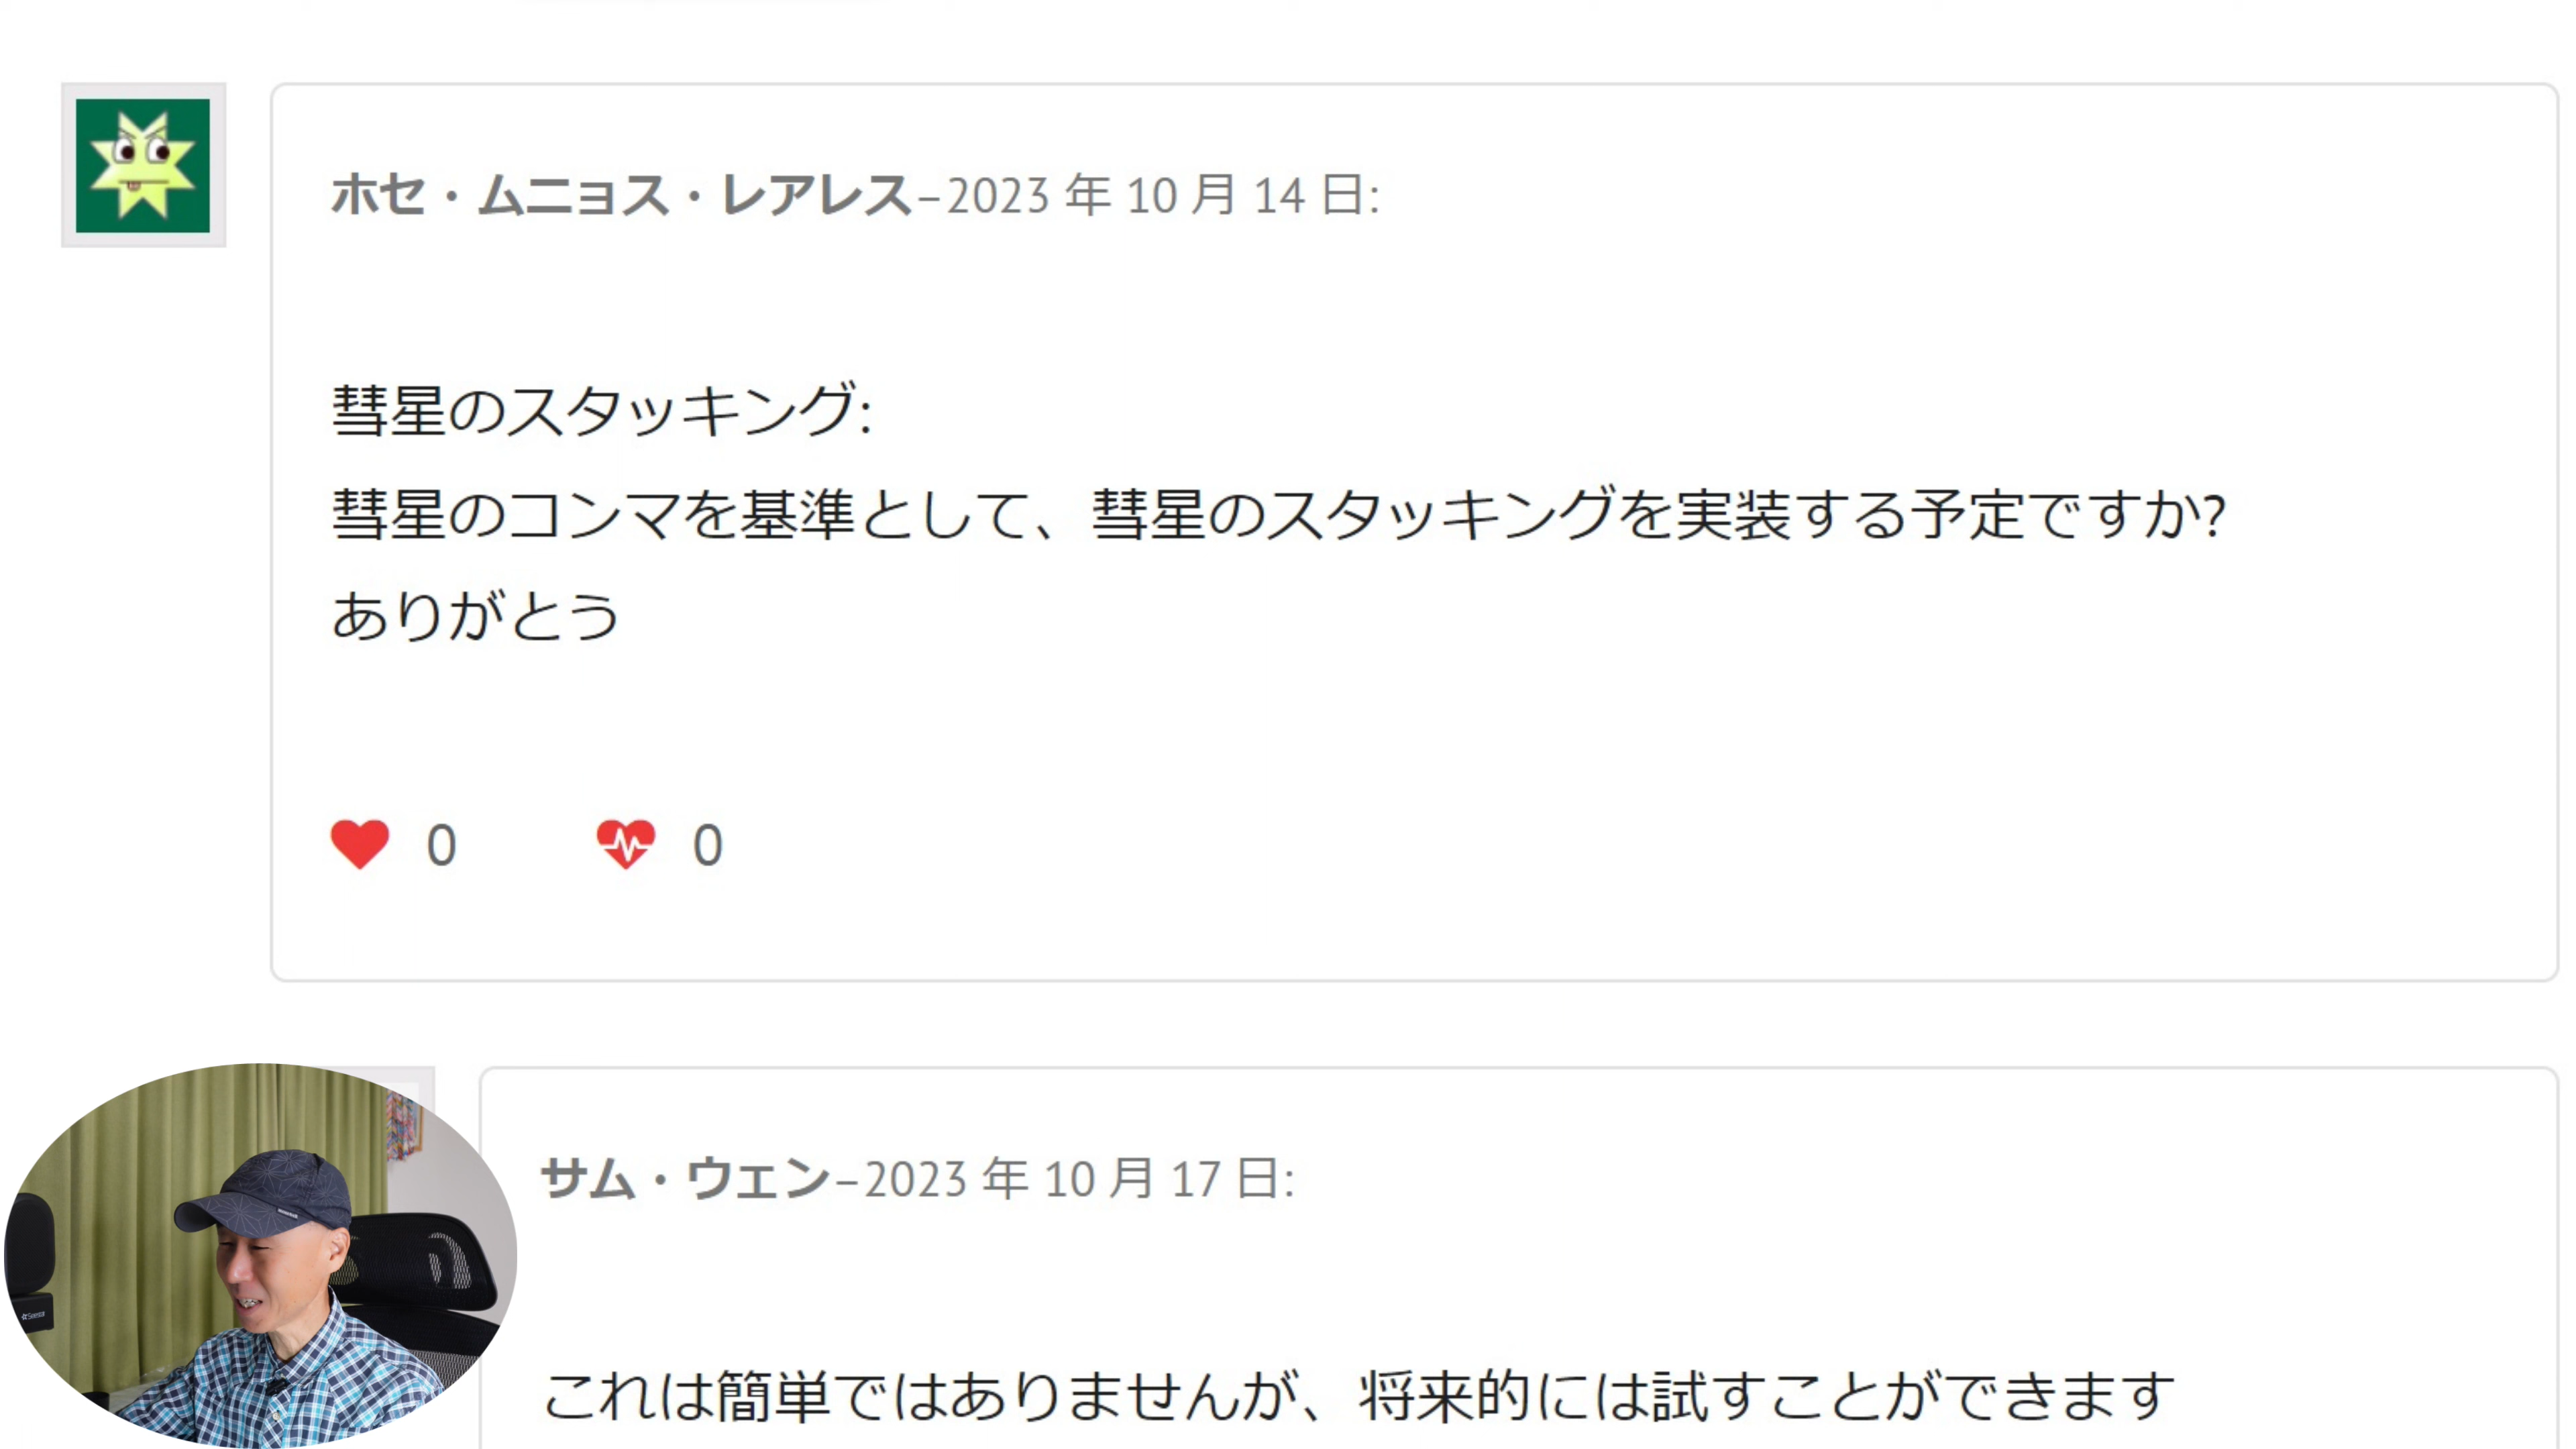 ホセ・ムニョス・レアレス–2023 年 10 月 14 日:
彗星のスタッキング:
彗星のコンマを基準として、彗星のスタッキングを実装する予定ですか?
ありがとう
0 0
サム・ウェン–2023 年 10 月 17 日:
これは簡単ではありませんが、将来的には試すことができます